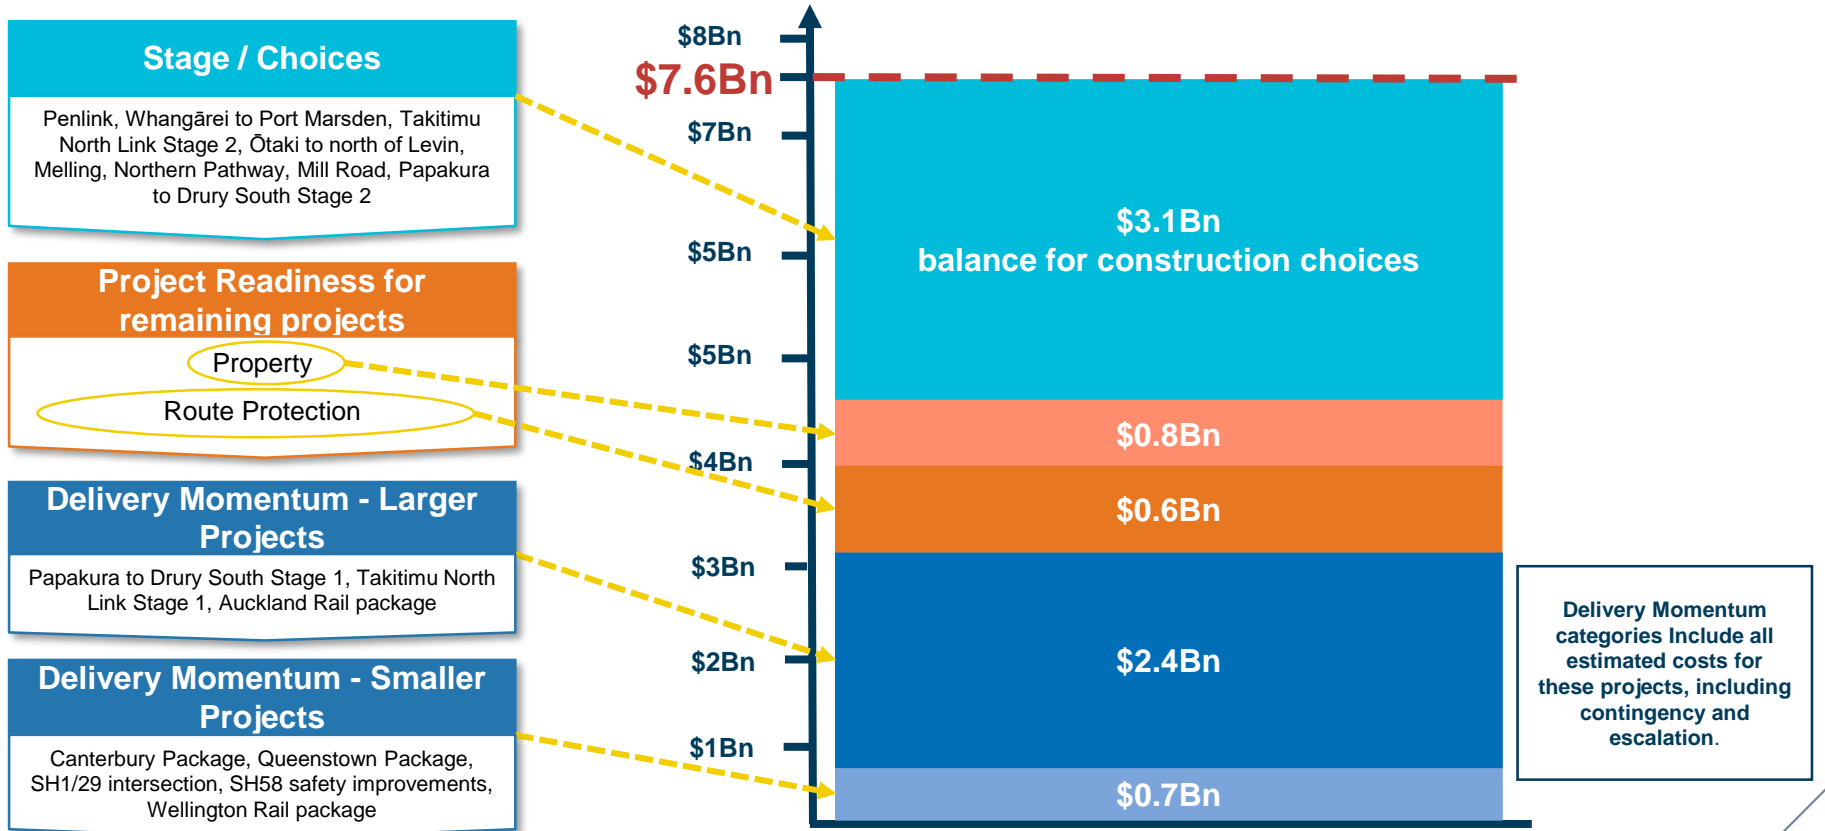 Stage / Choices
Penlink, Whangārei to Port Marsden, Takitimu
North Link Stage 2, Ōtaki to north of Levin,
Melling, Northern Pathway, Mill Road, Papakura
to Drury South Stage 2
Project Readiness for
remaining projects
Property
Route Protection
Delivery Momentum - Larger
Projects
Papakura to Drury South Stage 1, Takitimu North
Link Stage 1, Auckland Rail package
Delivery Momentum - Smaller
Projects
Canterbury Package, Queenstown Package,
SH1/29 intersection, SH58 safety improvements,
Wellington Rail package
$8Bn
$7.6Bn
$7Bn
$5Bn
$5Bn
$4Bn
$3Bn
$2Bn
$1Bn
$3.1Bn
balance for construction choices
$0.8Bn
$0.6Bn
$2.4Bn
$0.7Bn
Delivery Momentum
categories Include all
estimated costs for
these projects, including
contingency and
escalation.